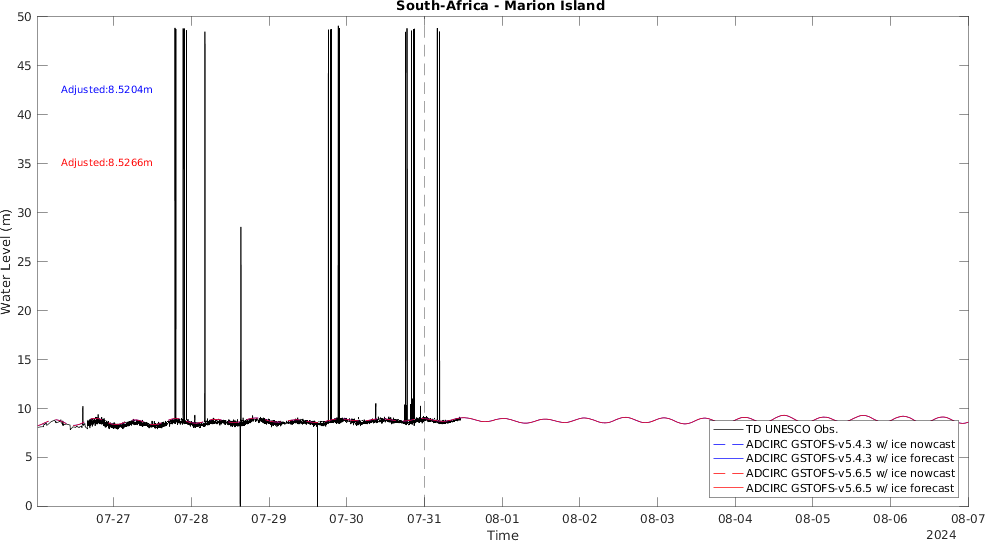 South-Africa - Marion Island
50
45
40
35
30
25
20
15
10
5
0
Water Level (m)
Adjusted:8.5204m
Adjusted:8.5266m
TD UNESCO Obs.
ADCIRC GSTOFS-v5.4.3 w/ ice nowcast
ADCIRC GSTOFS-v5.4.3 w/ ice forecast
ADCIRC GSTOFS-v5.6.5 w/ ice nowcast
ADCIRC GSTOFS-v5.6.5 w/ ice forecast
07-27 07-28 07-29 07-30 07-31 08-01 08-02 08-03 08-04 08-05 08-06 08-07
Time
2024